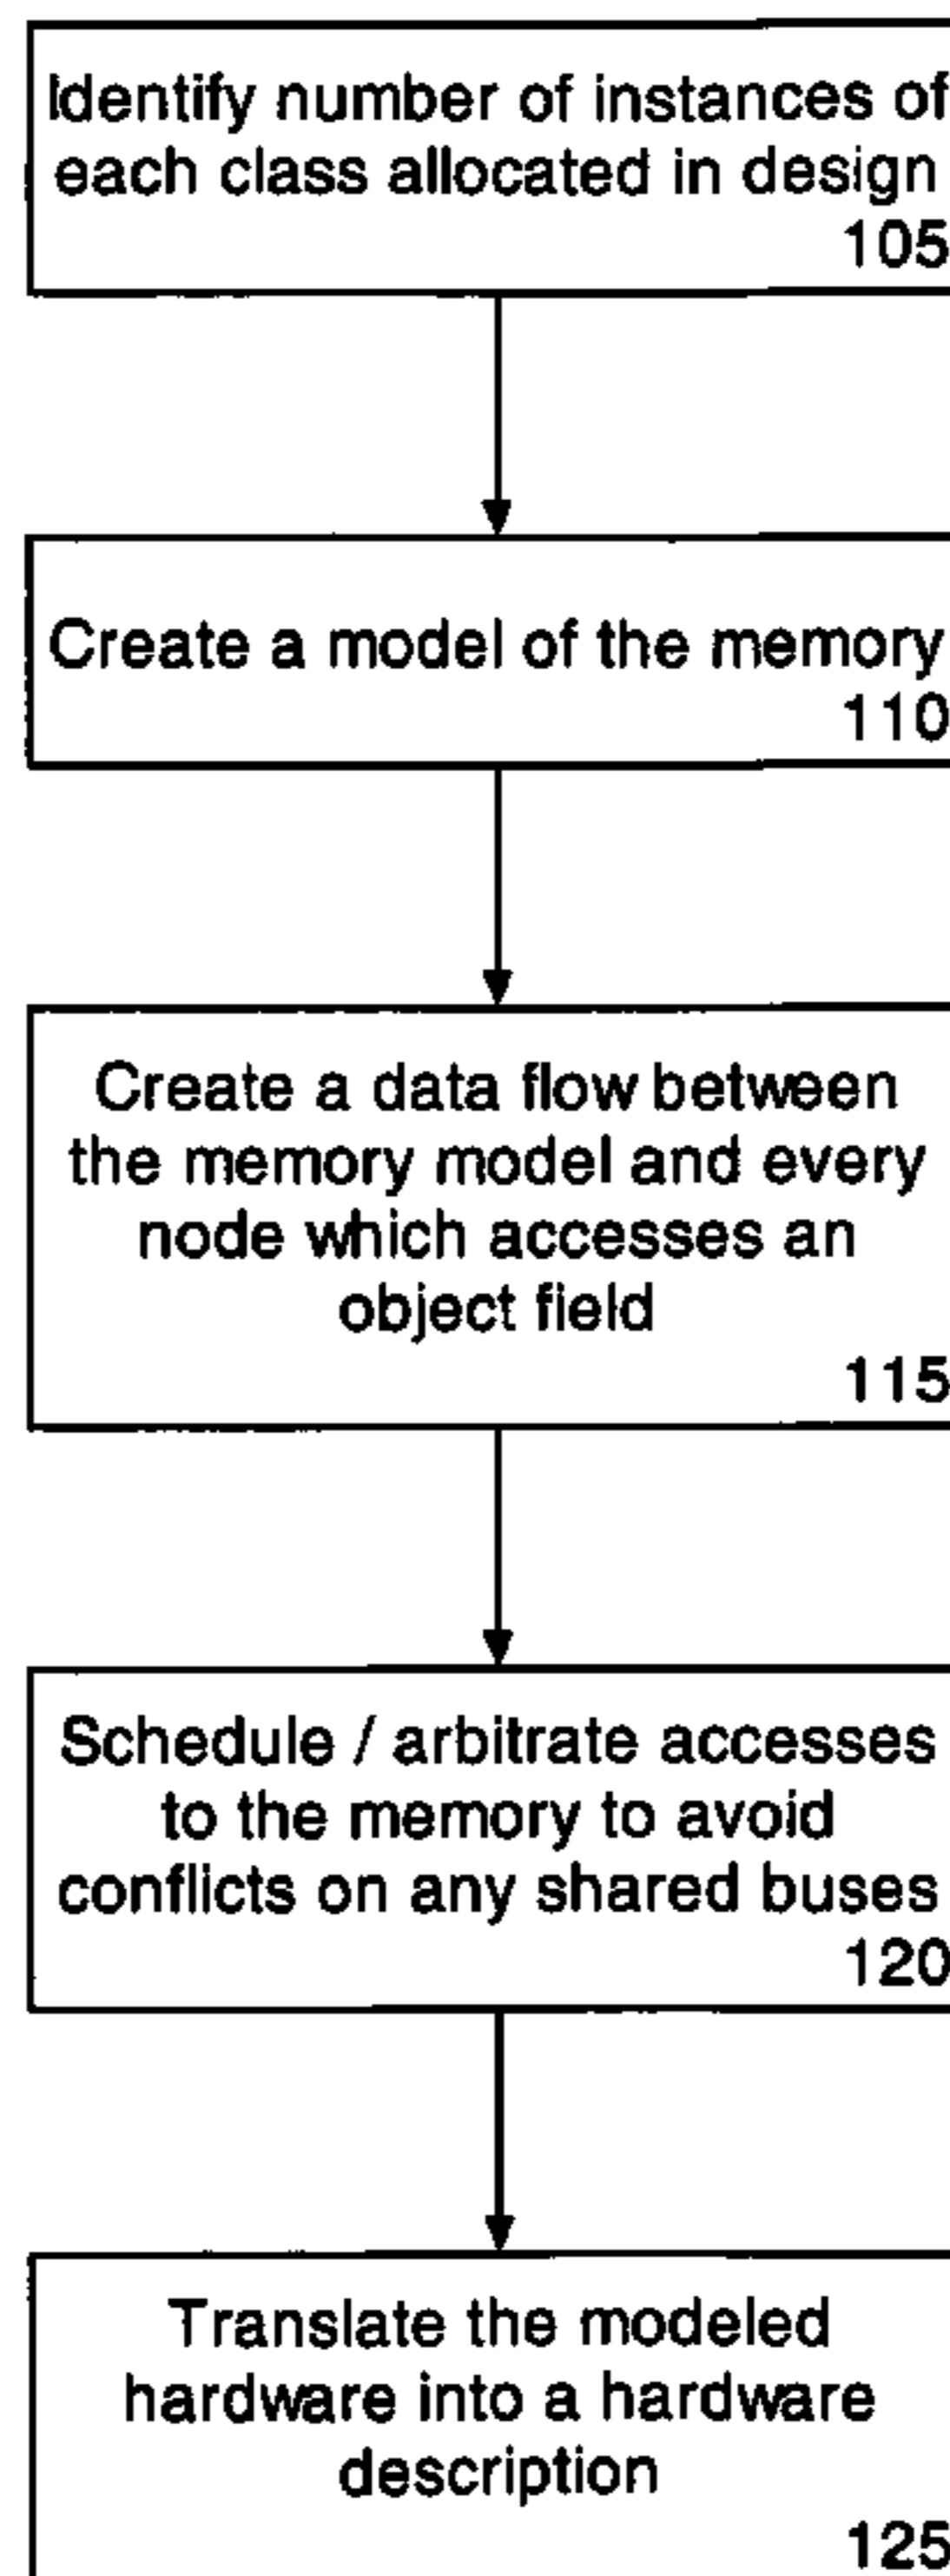 Identify number of instances of
each class allocated in design
105
Create a model of the memory
110
Create a data flow between
the memory model and every
node which accesses an
object field
115
Schedule / arbitrate accesses
to the memory to avoid
conflicts on any shared buses
120
Translate the modeled
hardware into a hardware
description
125